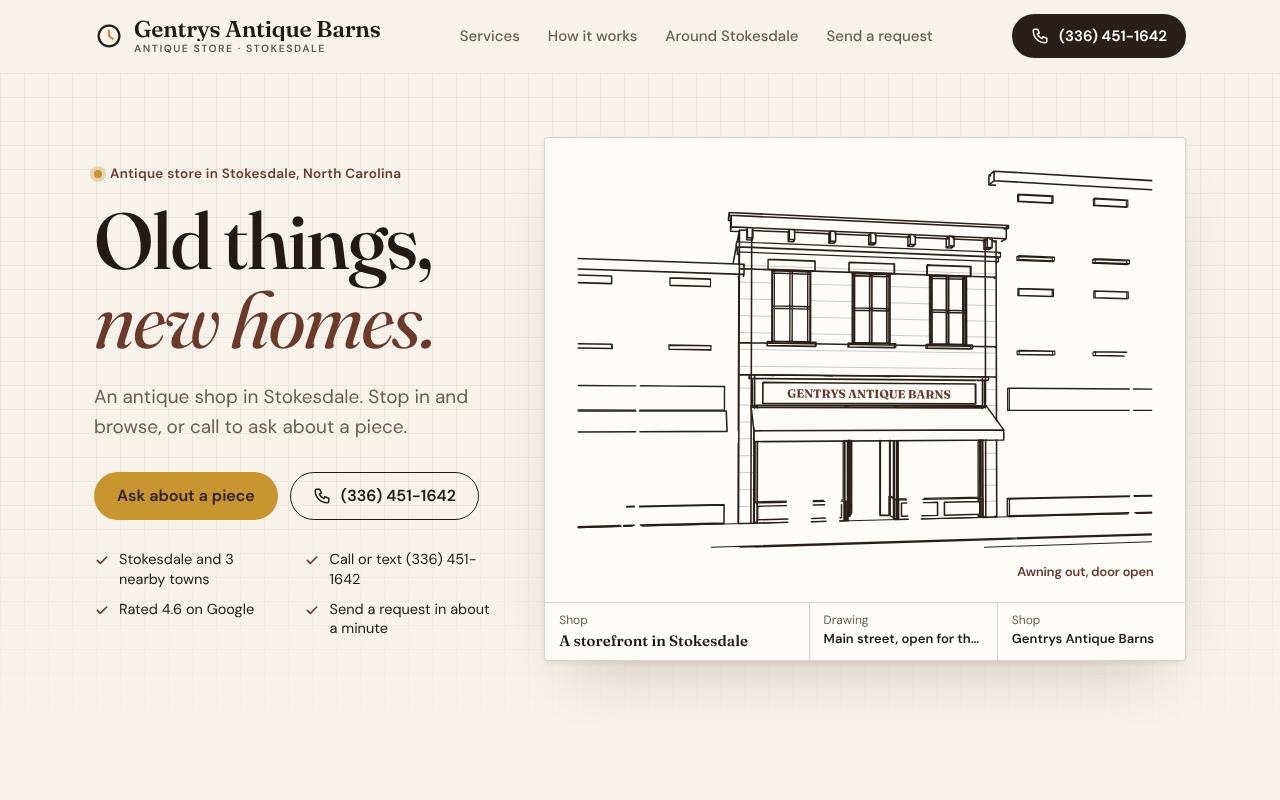 Gentrys Antique Barns
ANTIQUE STORE · STOKESDALE
Services
How it works
Around Stokesdale
Send a request
(336) 451-1642
Antique store in Stokesdale, North Carolina
Old things,
new homes.
An antique shop in Stokesdale. Stop in and
browse, or call to ask about a piece.
Ask about a piece
(336) 451-1642
Stokesdale and 3
nearby towns
Call or text (336) 451-
1642
Rated 4.6 on Google
Send a request in about
a minute
GENTRYS ANTIQUE BARNS
Awning out, door open
Shop
A storefront in Stokesdale
Drawing
Main street, open for th...
Shop
Gentrys Antique Barns